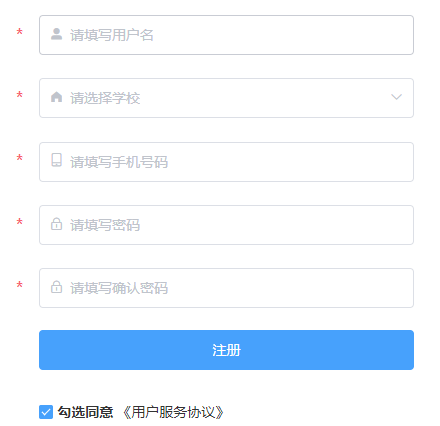 * 请填写用户名
* 请选择学校
* 请填写手机号码
* 请填写密码
* 请填写确认密码
注册
勾选同意 《用户服务协议》